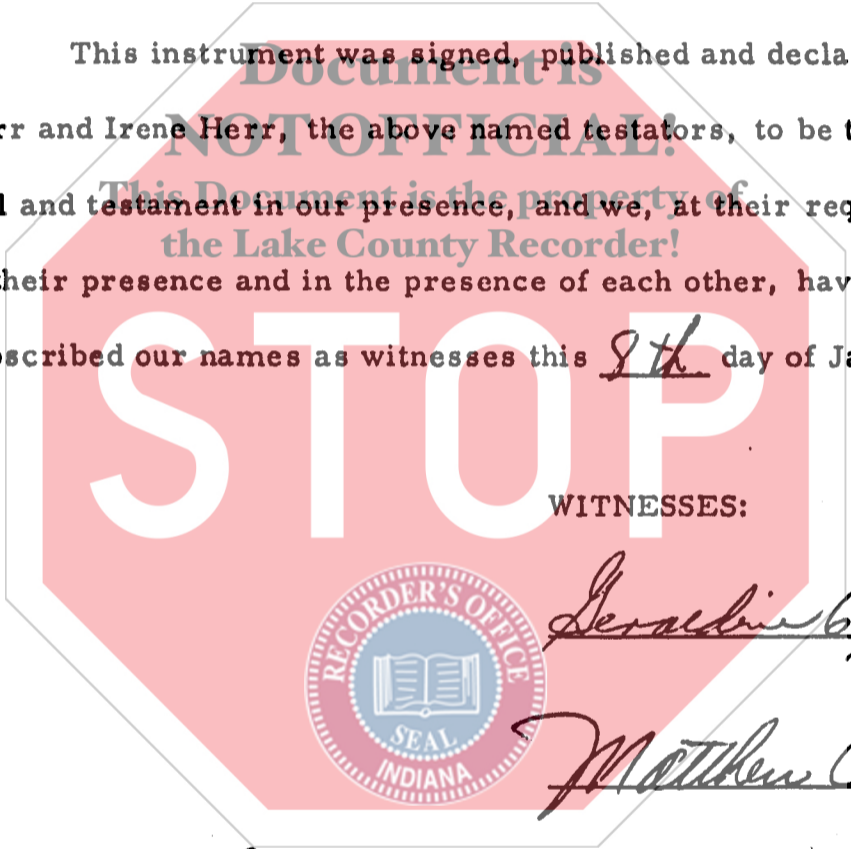 This instrument was signed, published and decla
Document is
rr and Irene Herr, the above named testators, to be t
NOT OFFICIAL!
This Document is the property of
l and testament in our presence, and we, at their req
the Lake County Recorder!
heir presence and in the presence of each other, hav
STOP
scribed our names as witnesses this 8th day of Ja
WITNESSES:
Geraldine
RECORDER'S OFFICE
SEAL
INDIANA
Matthew